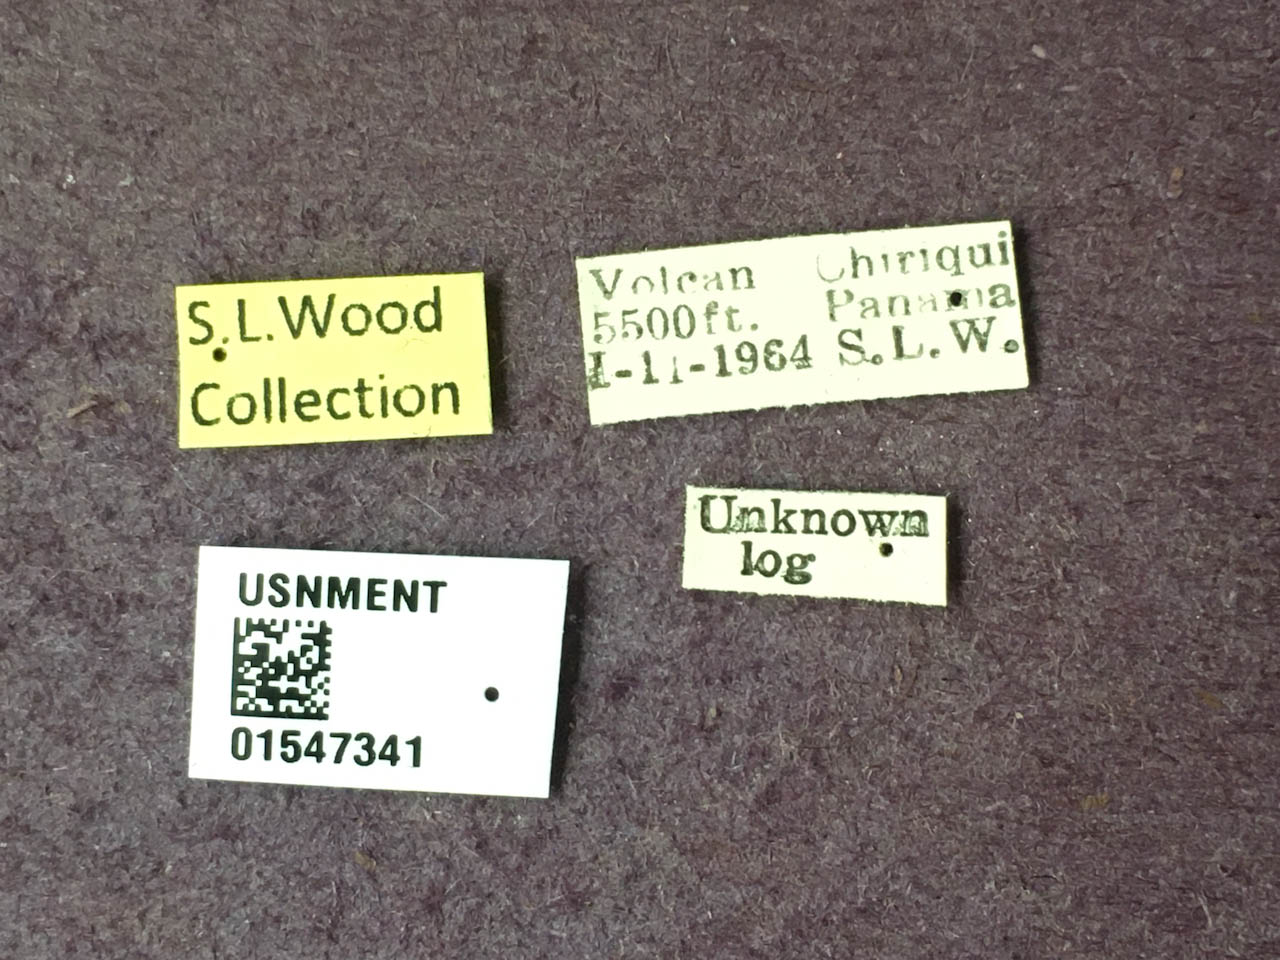 S.L.Wood
Collection
Volcan Chiriqui
5500ft. Panama
I-11-1964 S.L.W.
Unknown
log
USNMENT
01547341